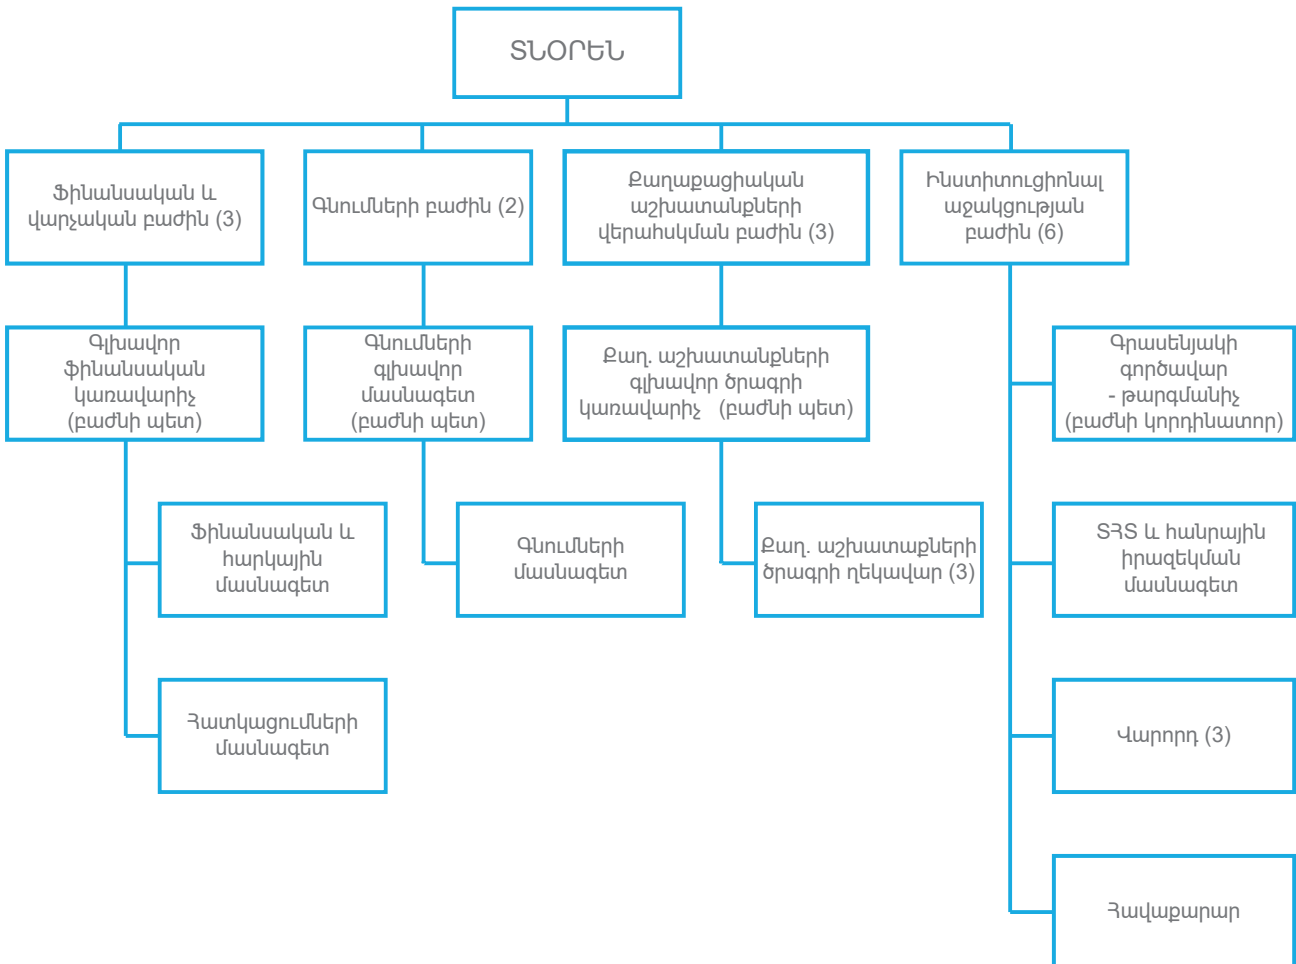 ՏՆՕՐԵՆ
Ֆինանսական և
վարչական բաժին (3)
Գնումների բաժին (2)
Քաղաքացիական
աշխատանքների
վերահսկման բաժին (3)
Ինստիտուցիոնալ
աջակցության
բաժին (6)
Գլխավոր
ֆինանսական
կառավարիչ
(բաժնի պետ)
Գնումների
գլխավոր
մասնագետ
(բաժնի պետ)
Քաղ. աշխատանքների
գլխավոր ծրագրի
կառավարիչ (բաժնի պետ)
Գրասենյակի
գործավար
- թարգմանիչ
(բաժնի կորդինատոր)
Ֆինանսական և
հարկային
մասնագետ
Գնումների
մասնագետ
Քաղ. աշխատաքների
ծրագրի ղեկավար (3)
ՏՀՏ և հանրային
իրազեկման
մասնագետ
Հատկացումների
մասնագետ
Վարորդ (3)
Հավաքարար